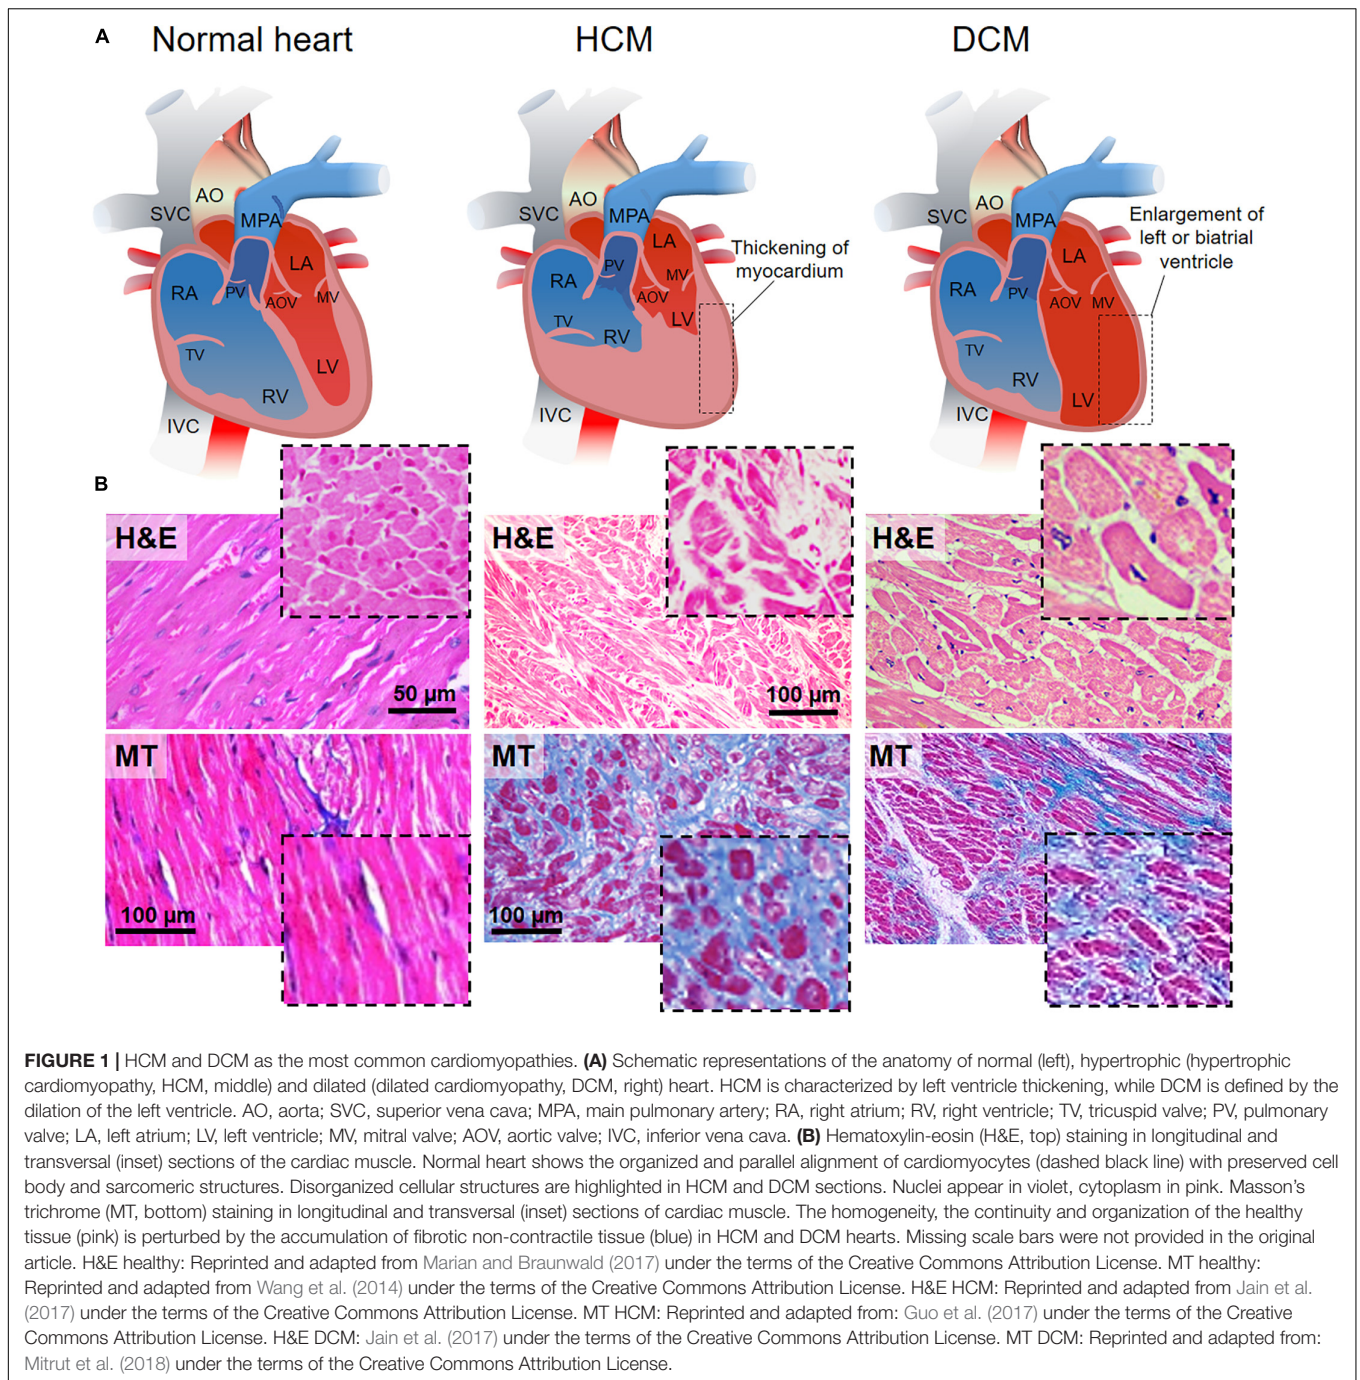 A
Normal heart
HCM
DCM
AO
SVC
MPA
LA
RA
PV
AOV
MV
TV
LV
RV
IVC
AO
SVC
MPA
LA
PV
MV
RA
AOV
TV
LV
RV
IVC
Thickening of
myocardium
AO
SVC
MPA
LA
RA
PV
AOV
MV
TV
RV
LV
IVC
Enlargement of
left or biatrial
ventricle
B
H&E
50 µm
H&E
100 µm
H&E
MT
100 µm
MT
100 µm
MT
FIGURE 1 | HCM and DCM as the most common cardiomyopathies. (A) Schematic representations of the anatomy of normal (left), hypertrophic (hypertrophic
cardiomyopathy, HCM, middle) and dilated (dilated cardiomyopathy, DCM, right) heart. HCM is characterized by left ventricle thickening, while DCM is defined by the
dilation of the left ventricle. AO, aorta; SVC, superior vena cava; MPA, main pulmonary artery; RA, right atrium; RV, right ventricle; TV, tricuspid valve; PV, pulmonary
valve; LA, left atrium; LV, left ventricle; MV, mitral valve; AOV, aortic valve; IVC, inferior vena cava. (B) Hematoxylin-eosin (H&E, top) staining in longitudinal and
transversal (inset) sections of the cardiac muscle. Normal heart shows the organized and parallel alignment of cardiomyocytes (dashed black line) with preserved cell
body and sarcomeric structures. Disorganized cellular structures are highlighted in HCM and DCM sections. Nuclei appear in violet, cytoplasm in pink. Masson's
trichrome (MT, bottom) staining in longitudinal and transversal (inset) sections of cardiac muscle. The homogeneity, the continuity and organization of the healthy
tissue (pink) is perturbed by the accumulation of fibrotic non-contractile tissue (blue) in HCM and DCM hearts. Missing scale bars were not provided in the original
article. H&E healthy: Reprinted and adapted from Marian and Braunwald (2017) under the terms of the Creative Commons Attribution License. MT healthy:
Reprinted and adapted from Wang et al. (2014) under the terms of the Creative Commons Attribution License. H&E HCM: Reprinted and adapted from Jain et al.
(2017) under the terms of the Creative Commons Attribution License. MT HCM: Reprinted and adapted from: Guo et al. (2017) under the terms of the Creative
Commons Attribution License. H&E DCM: Jain et al. (2017) under the terms of the Creative Commons Attribution License. MT DCM: Reprinted and adapted from:
Mitrut et al. (2018) under the terms of the Creative Commons Attribution License.